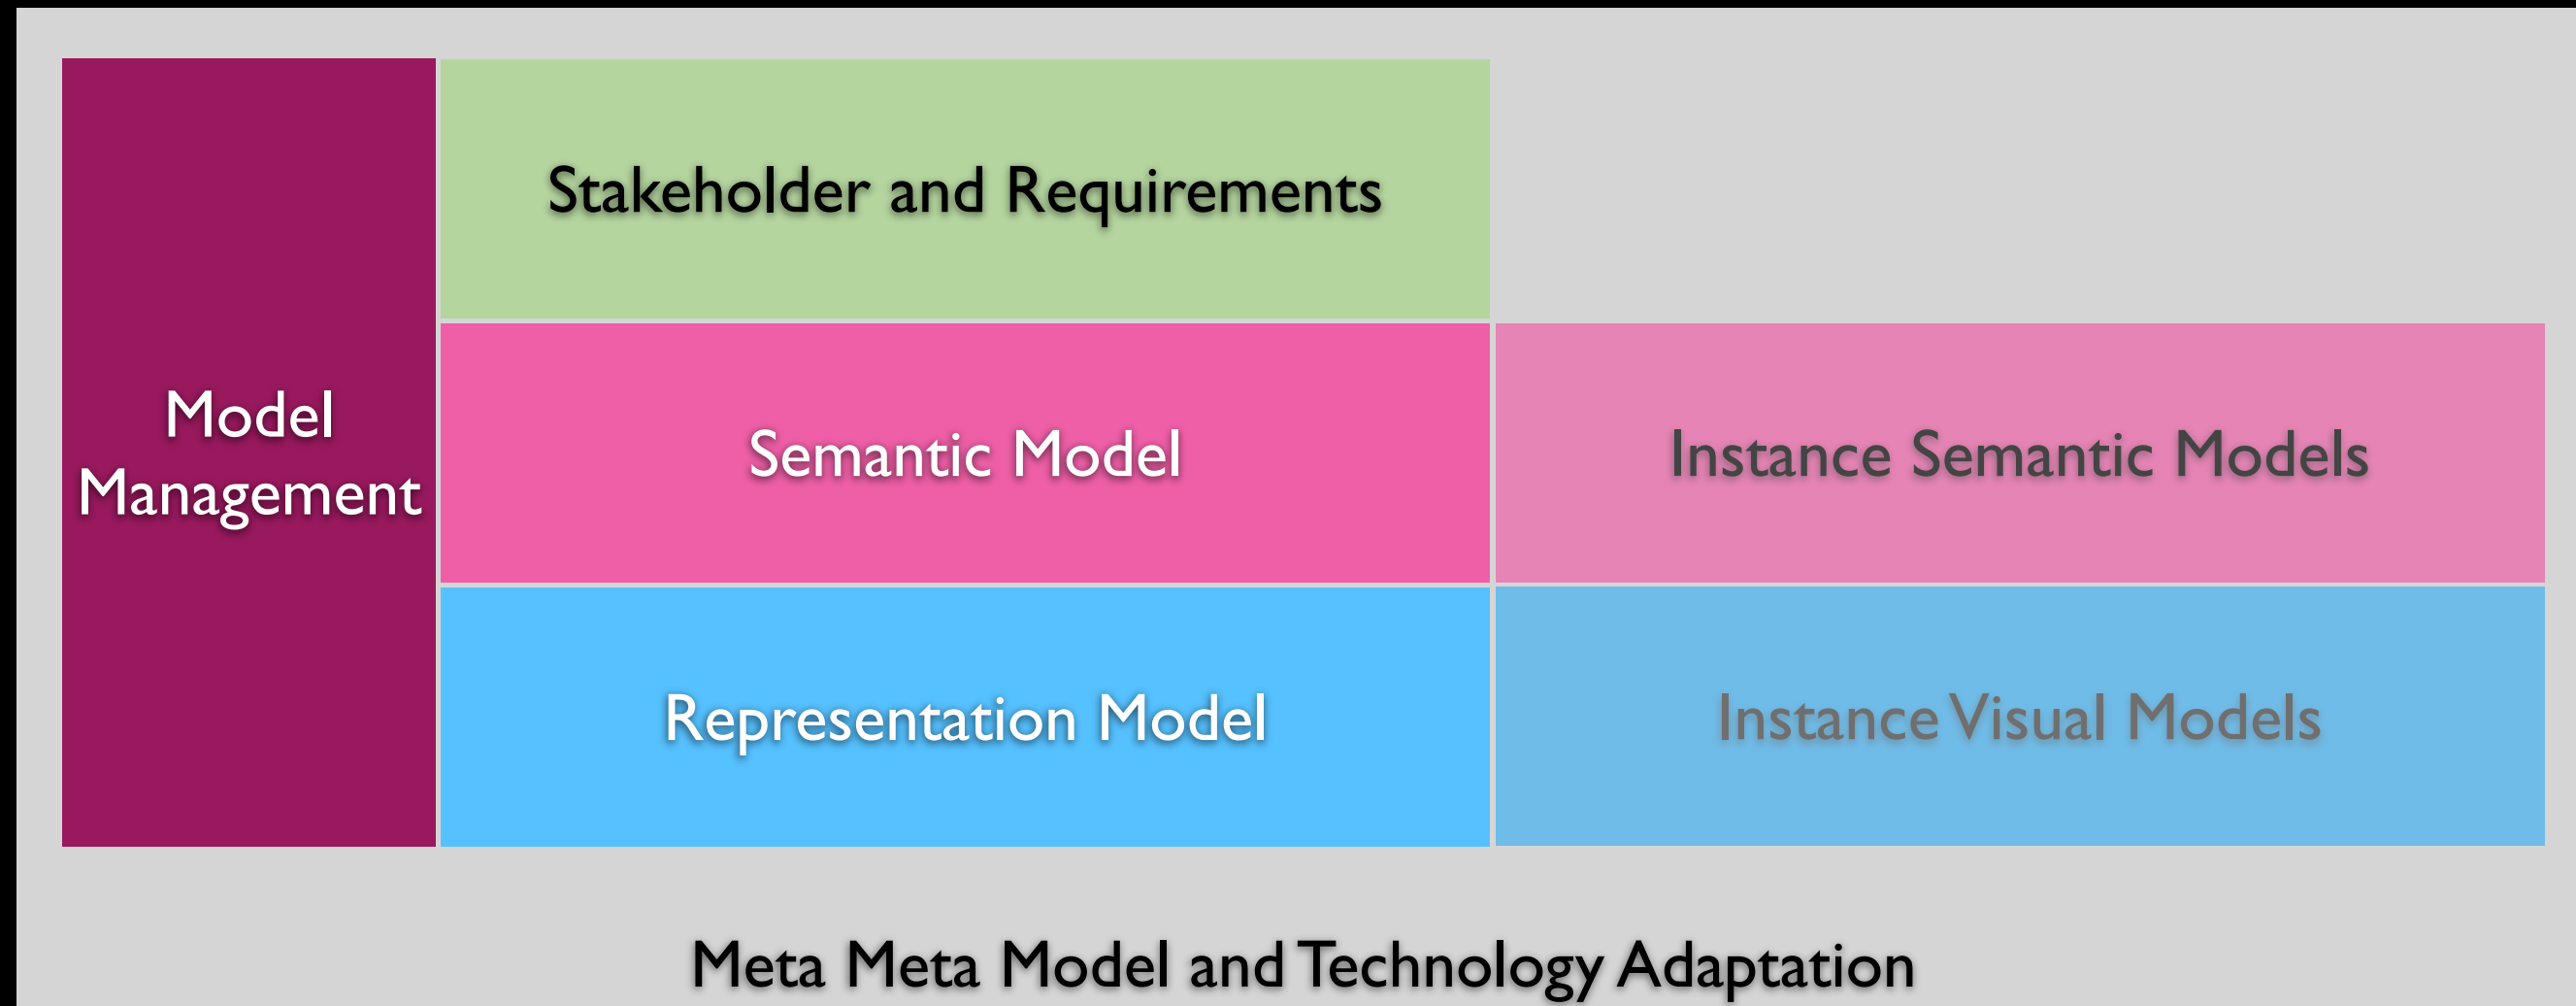 Stakeholder and Requirements
Model
Management
Semantic Model
Instance Semantic Models
Representation Model
Instance Visual Models
Meta Meta Model and Technology Adaptation